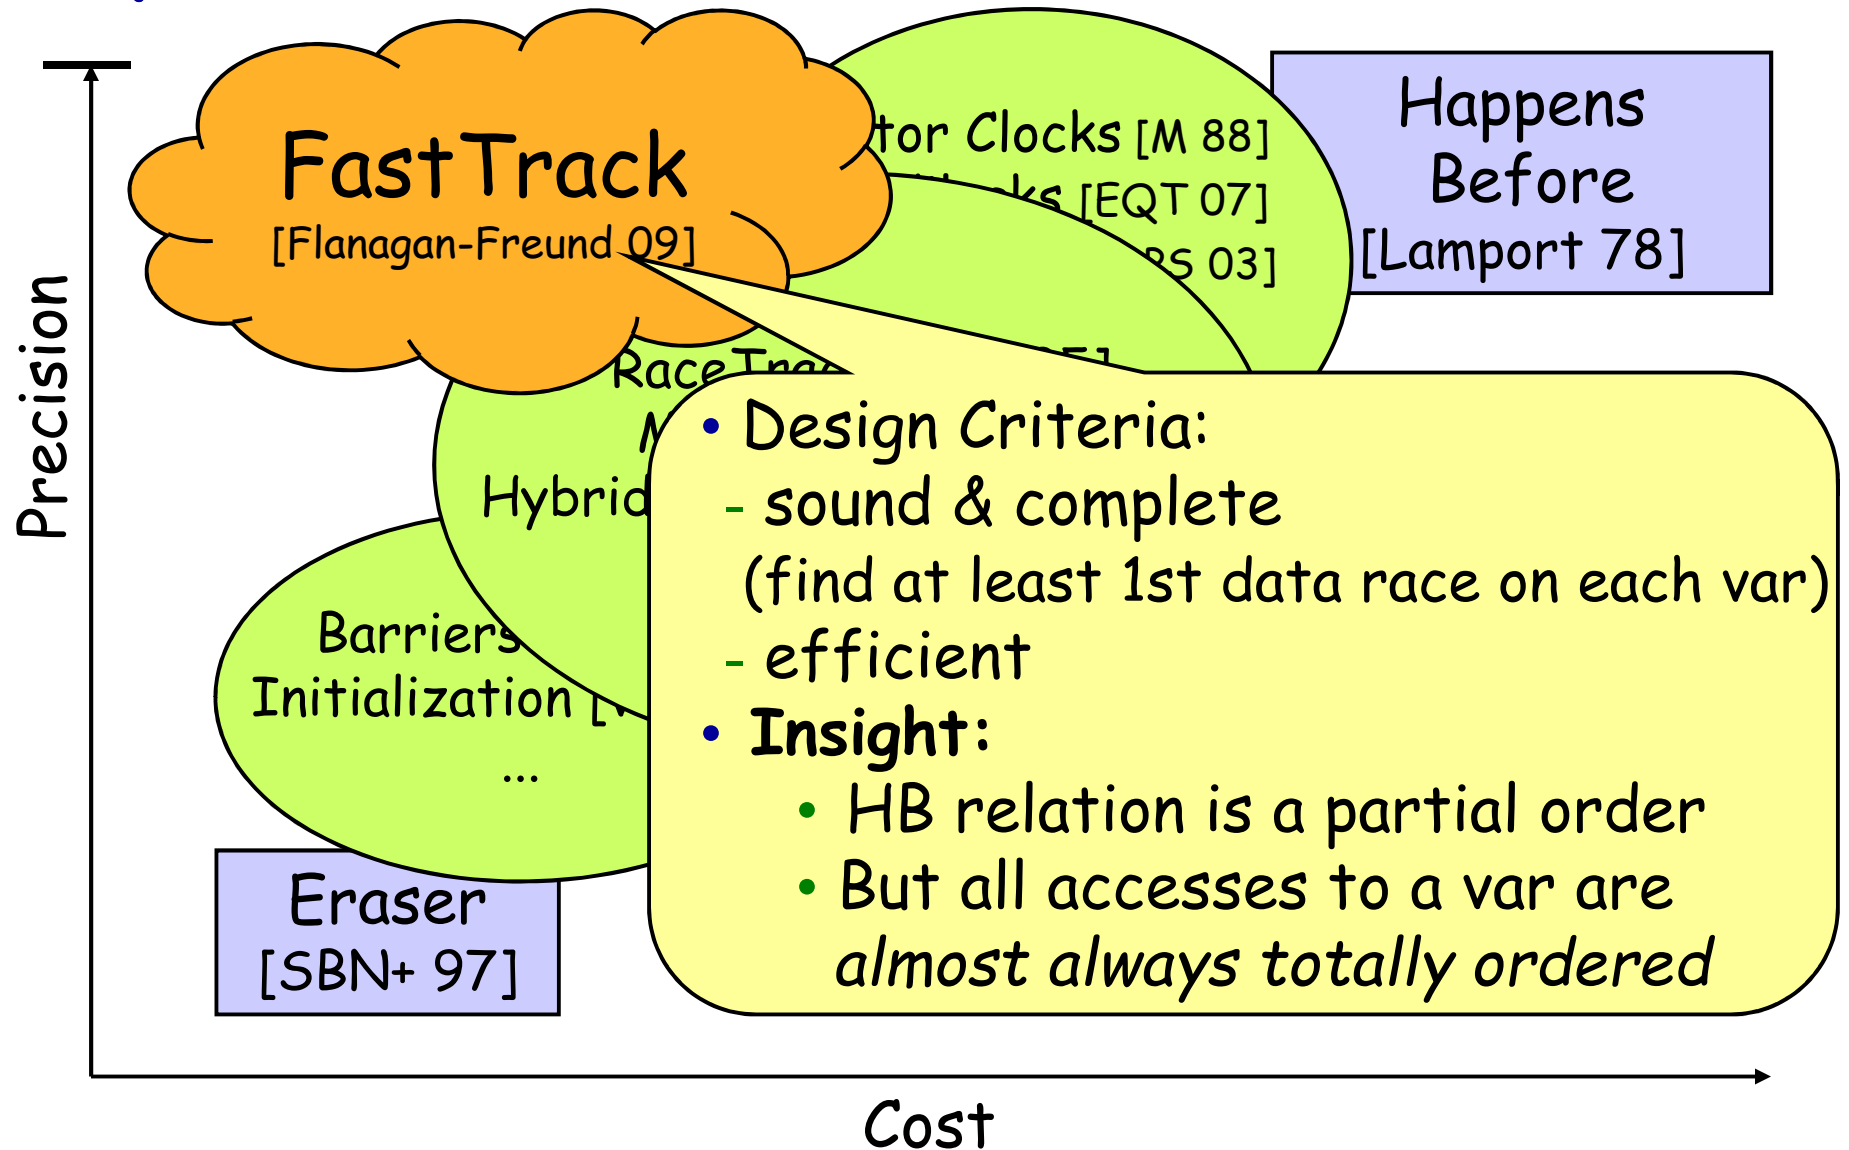 FastTrack
[Flanagan-Freund 09]
Clocks [M 88]
[EQT 07]
03]
Happens
Before
[Lamport 78]
Precision
Hybrid
Barriers
Initialization
...
Eraser
[SBN+ 97]
• Design Criteria:
- sound & complete
(find at least 1st data race on each var)
- efficient
• Insight:
• HB relation is a partial order
• But all accesses to a var are
almost always totally ordered
Cost